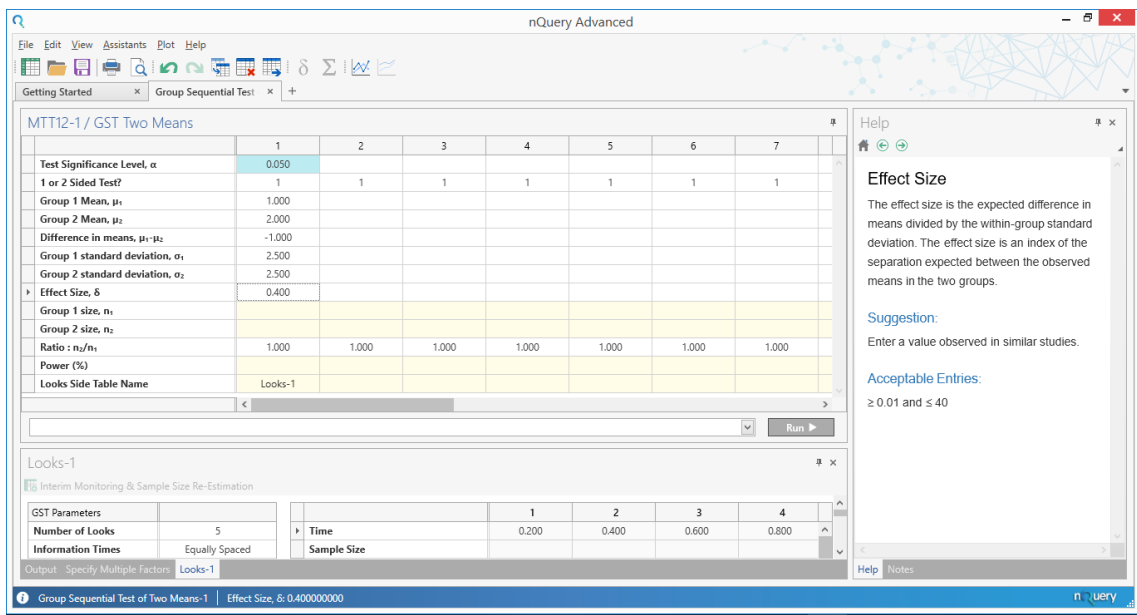 nQuery Advanced
File Edit View Assistants Plot Help
δ Σ
Getting Started × Group Sequential Test × +
MTT12-1 / GST Two Means
1 2 3 4 5 6 7
Test Significance Level, α 0.050
1 or 2 Sided Test? 1 1 1 1 1 1 1
Group 1 Mean, μ₁ 1.000
Group 2 Mean, μ₂ 2.000
Difference in means, μ₁-μ₂ -1.000
Group 1 standard deviation, σ₁ 2.500
Group 2 standard deviation, σ₂ 2.500
Effect Size, δ 0.400
Group 1 size, n₁
Group 2 size, n₂
Ratio : n₂/n₁ 1.000 1.000 1.000 1.000 1.000 1.000 1.000
Power (%)
Looks Side Table Name Looks-1
Run
Looks-1
Interim Monitoring & Sample Size Re-Estimation
GST Parameters
Number of Looks 5
Information Times Equally Spaced
1 2 3 4
Time 0.200 0.400 0.600 0.800
Sample Size
Output Specify Multiple Factors Looks-1
Help
Effect Size
The effect size is the expected difference in
means divided by the within-group standard
deviation. The effect size is an index of the
separation expected between the observed
means in the two groups.
Suggestion:
Enter a value observed in similar studies.
Acceptable Entries:
≥ 0.01 and ≤ 40
Help Notes
Group Sequential Test of Two Means-1 Effect Size, δ: 0.400000000
nQuery